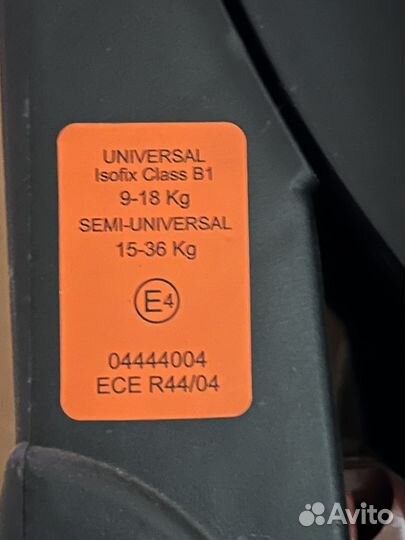 UNIVERSAL
Isofix Class B1
9-18 Kg
SEMI-UNIVERSAL
15-36 Kg
E4
04444004
ECE R44/04
Avito